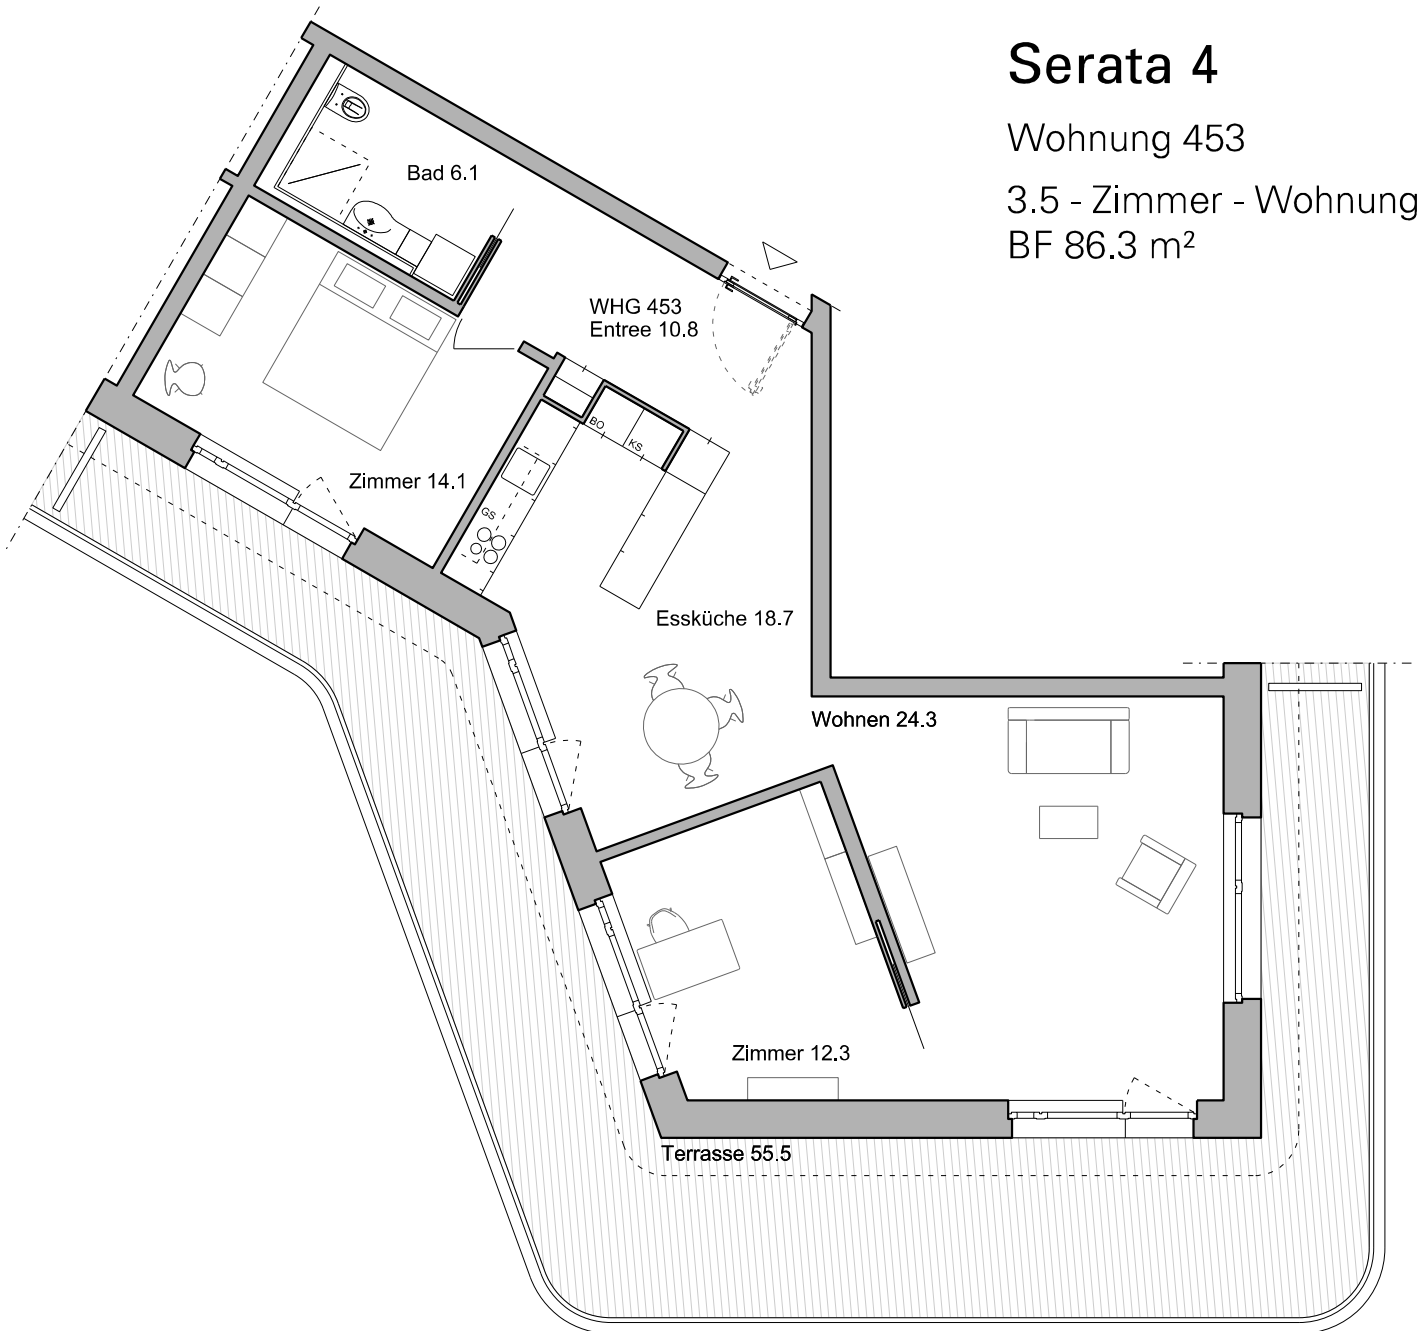 Serata 4
Wohnung 453
3.5 - Zimmer - Wohnung
BF 86.3 m²
Bad 6.1
WHG 453
Entree 10.8
BO
KS
Zimmer 14.1
GS
Essküche 18.7
Wohnen 24.3
Zimmer 12.3
Terrasse 55.5